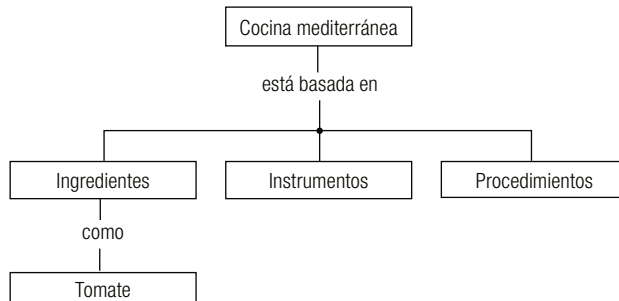 Cocina mediterránea
está basada en
Ingredientes
Instrumentos
Procedimientos
como
Tomate